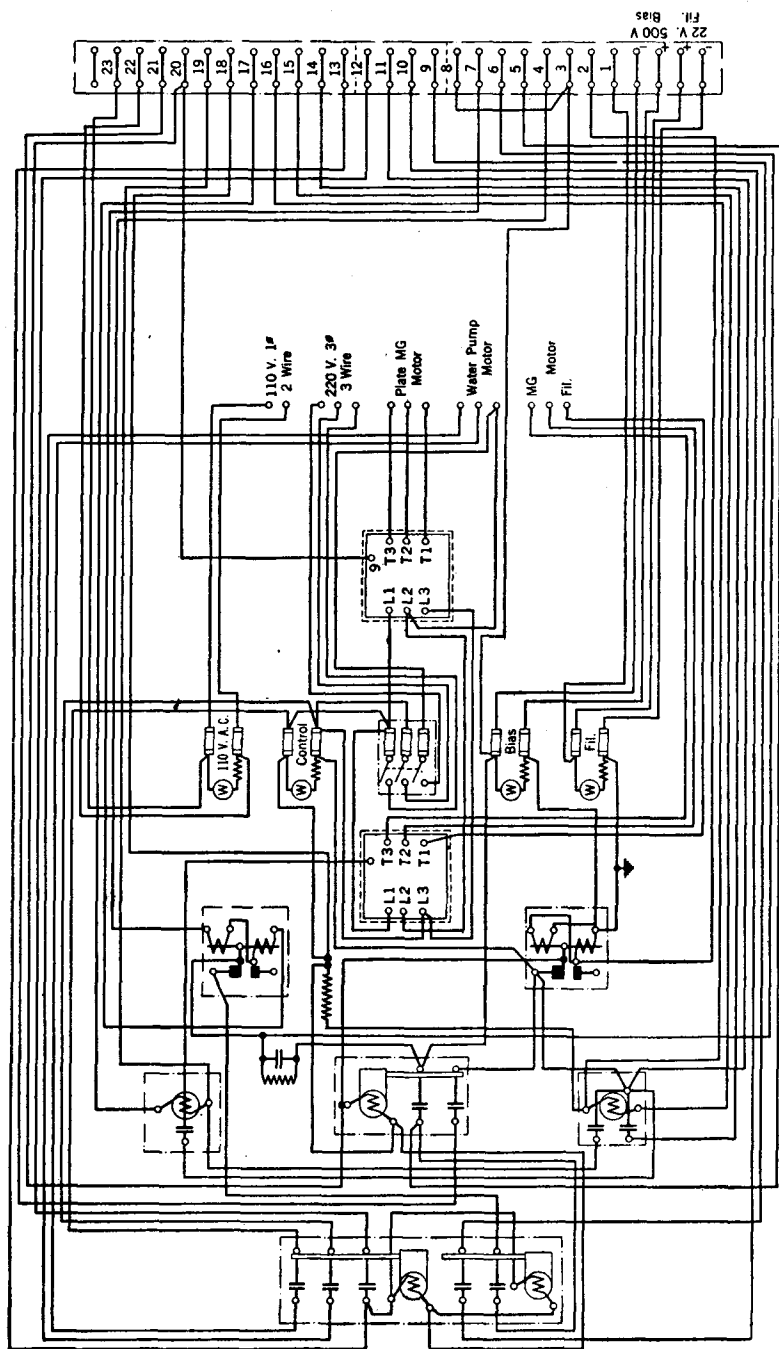 23
22
21
20
19
18
17
16
15
14
13
12
11
10
9
8
7
6
5
4
3
2
1
- + - +
500 V Bias
22 V. Fil.
110 V. 1ø
2 Wire
220 V. 3ø
3 Wire
Plate MG
Motor
Water Pump
Motor
MG Motor
Fil.
9
L1 T3
L2 T2
L3 T1
110 V. A.C.
W
Control
W
Bias
W
Fil.
W
L1 T3
L2 T2
L3 T1